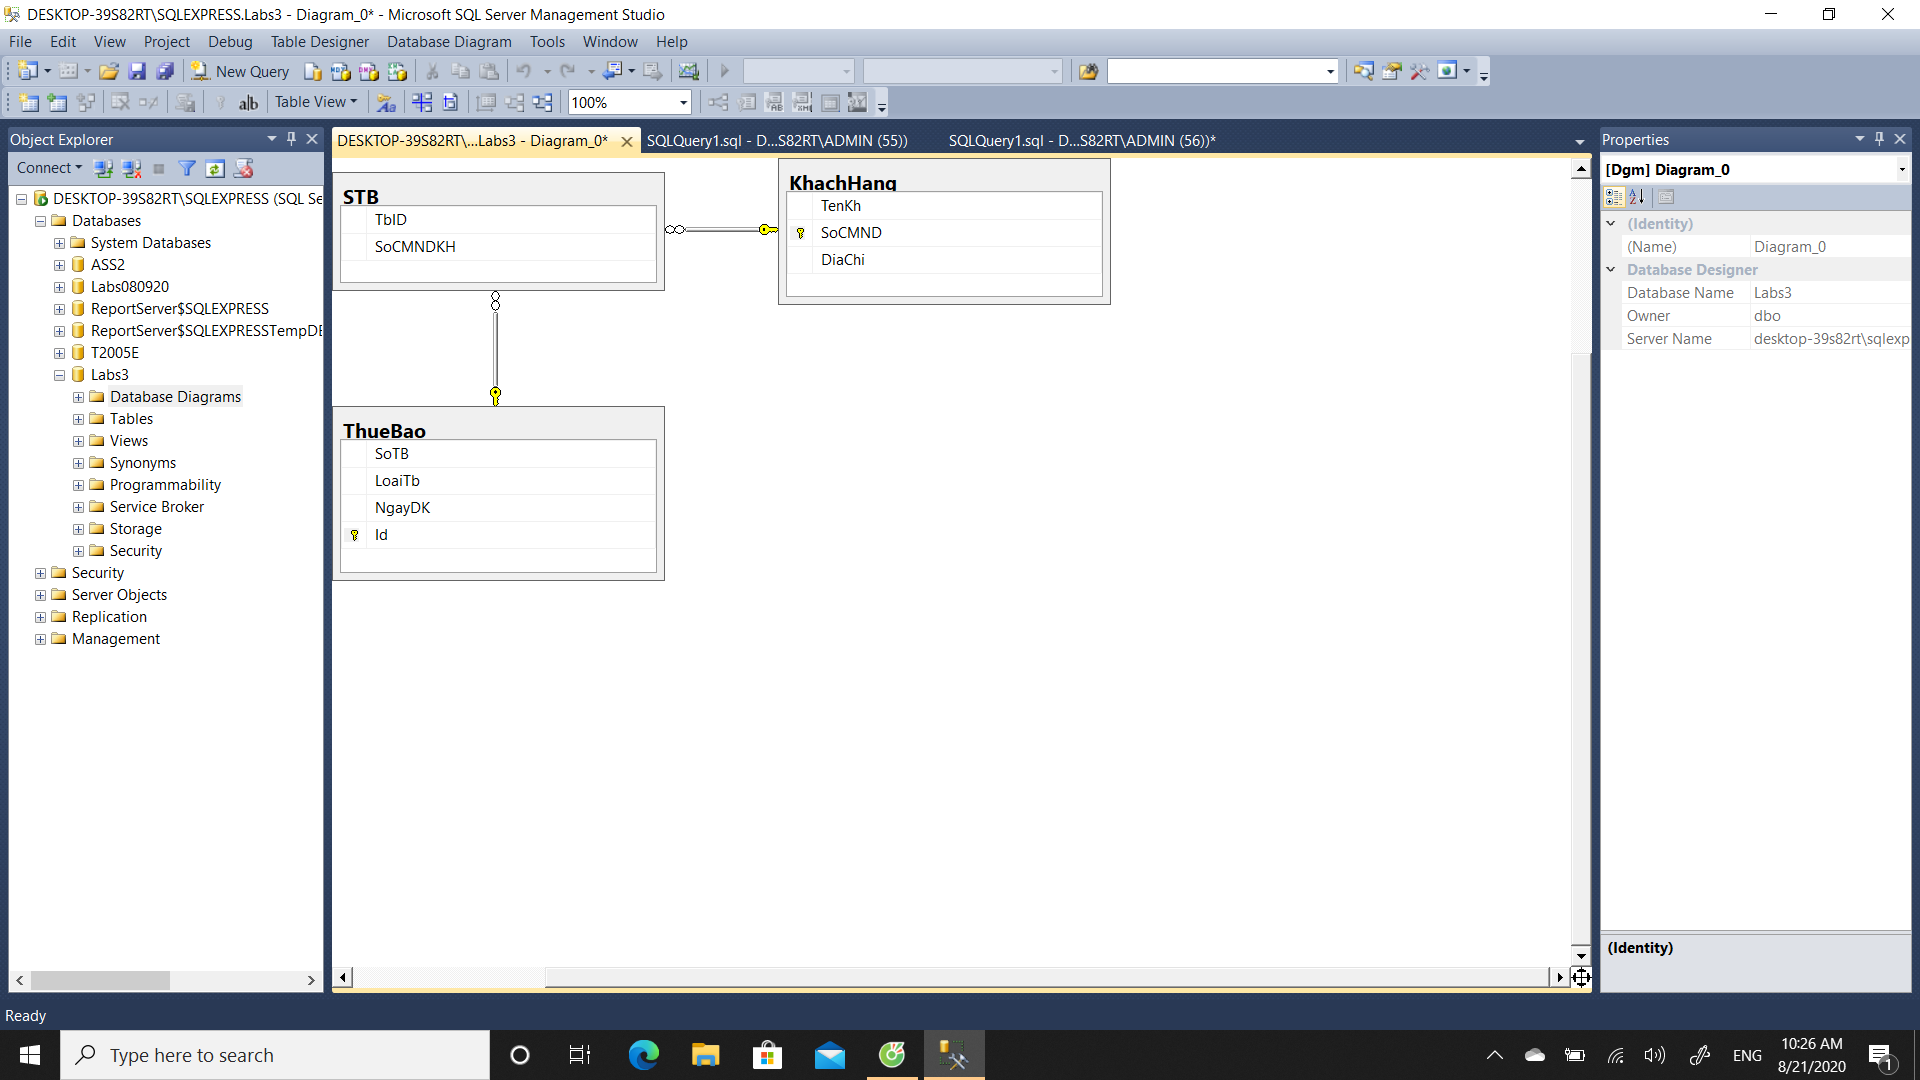 DESKTOP-39S82RT\SQLEXPRESS.Labs3 - Diagram_0* - Microsoft SQL Server Management Studio
File Edit View Project Debug Table Designer Database Diagram Tools Window Help
New Query
Table View 100%
Object Explorer
Connect
DESKTOP-39S82RT\SQLEXPRESS (SQL Se
Databases
System Databases
ASS2
Labs080920
ReportServer$SQLEXPRESS
ReportServer$SQLEXPRESSTempDE
T2005E
Labs3
Database Diagrams
Tables
Views
Synonyms
Programmability
Service Broker
Storage
Security
Security
Server Objects
Replication
Management
DESKTOP-39S82RT\...Labs3 - Diagram_0* SQLQuery1.sql - D...S82RT\ADMIN (55)) SQLQuery1.sql - D...S82RT\ADMIN (56))*
STB
TbID
SoCMNDKH
KhachHang
TenKh
SoCMND
DiaChi
ThueBao
SoTB
LoaiTb
NgayDK
Id
Properties
[Dgm] Diagram_0
(Identity)
(Name) Diagram_0
Database Designer
Database Name Labs3
Owner dbo
Server Name desktop-39s82rt\sqlexp
(Identity)
Ready
Type here to search
ENG
10:26 AM
8/21/2020
1